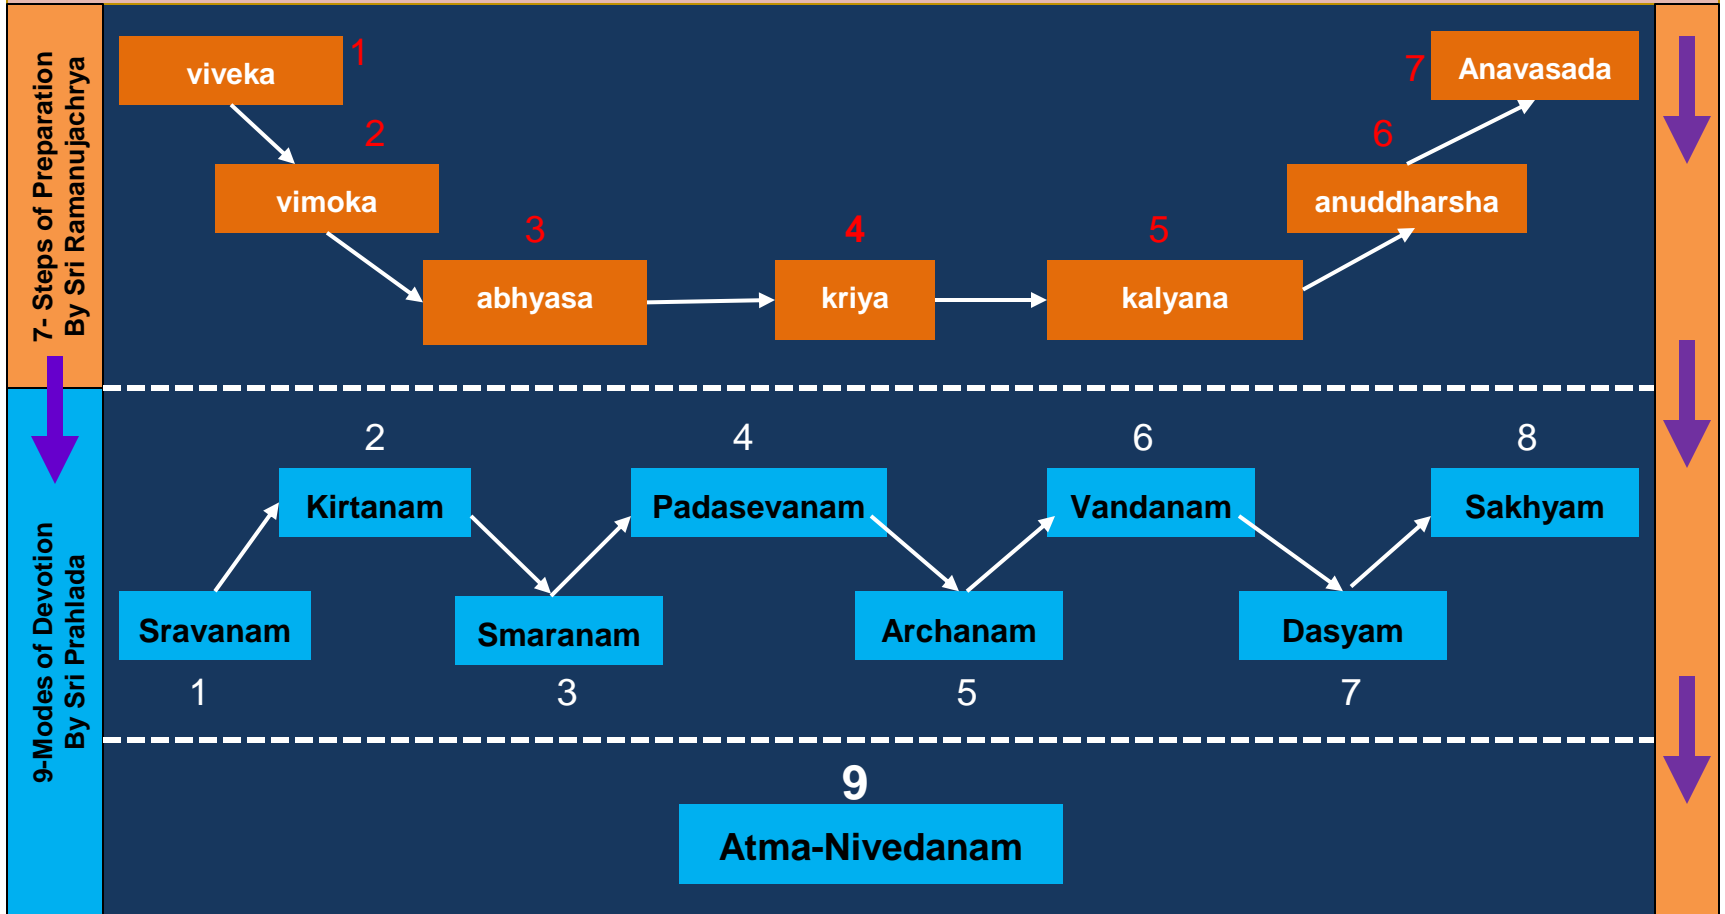 7- Steps of Preparation
By Sri Ramanujachrya
1
viveka
2
vimoka
3
abhyasa
4
kriya
5
kalyana
6
anuddharsha
7
Anavasada
9-Modes of Devotion
By Sri Prahlada
1
Sravanam
2
Kirtanam
3
Smaranam
4
Padasevanam
5
Archanam
6
Vandanam
7
Dasyam
8
Sakhyam
9
Atma-Nivedanam